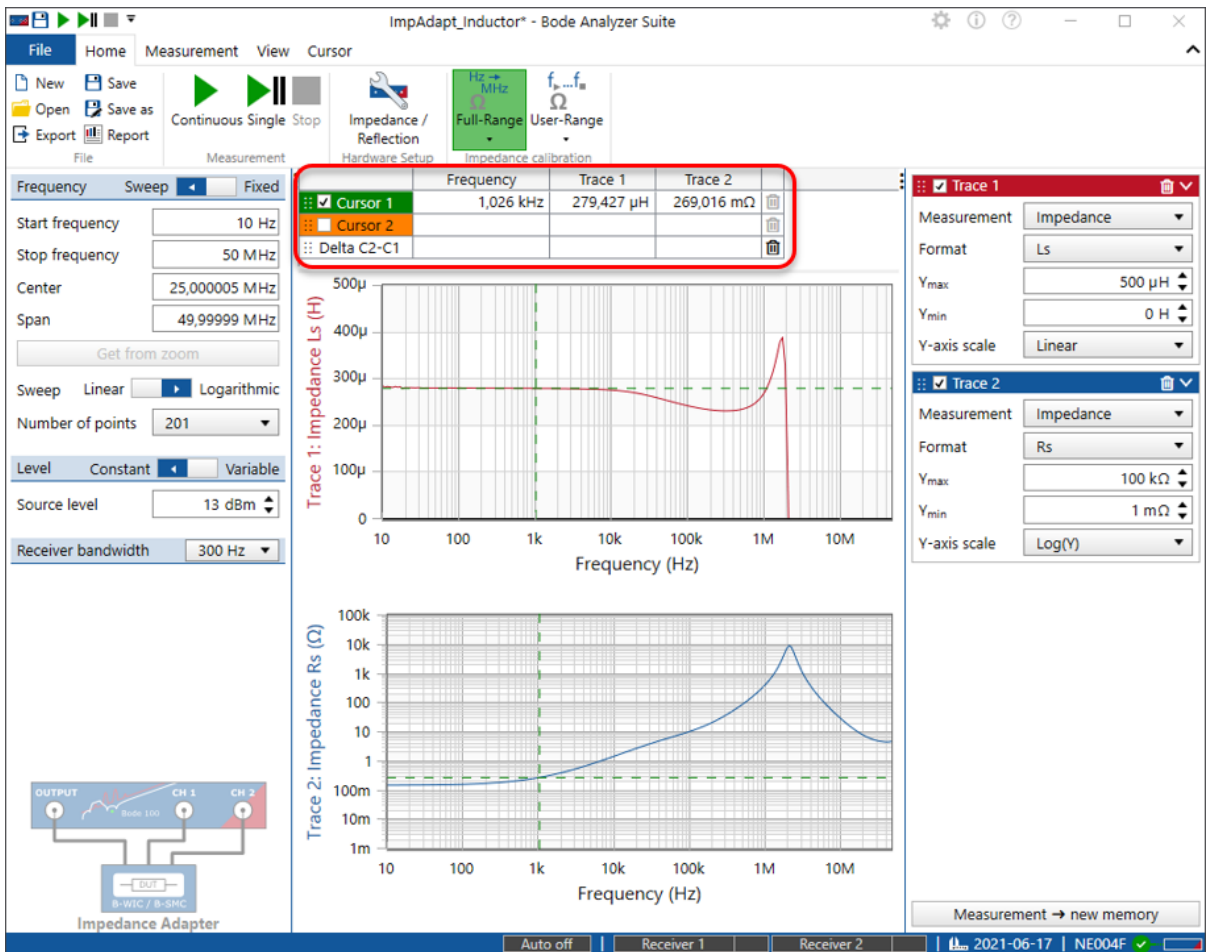 ImpAdapt_Inductor* - Bode Analyzer Suite
File Home Measurement View Cursor
New Save
Open Save as
Export Report
File
Continuous Single Stop
Measurement
Impedance /
Reflection
Hardware Setup
Hz → MHz
Ω
Full-Range
f▸...f■
Ω
User-Range
Impedance calibration
Frequency Sweep Fixed
Start frequency 10 Hz
Stop frequency 50 MHz
Center 25,000005 MHz
Span 49,99999 MHz
Get from zoom
Sweep Linear Logarithmic
Number of points 201
Level Constant Variable
Source level 13 dBm
Receiver bandwidth 300 Hz
OUTPUT CH 1 CH 2
Bode 100
DUT
B-WIC / B-SMC
Impedance Adapter
Frequency Trace 1 Trace 2
Cursor 1 1,026 kHz 279,427 µH 269,016 mΩ
Cursor 2
Delta C2-C1
Trace 1: Impedance Ls (H)
500µ
400µ
300µ
200µ
100µ
0
10 100 1k 10k 100k 1M 10M
Frequency (Hz)
Trace 2: Impedance Rs (Ω)
100k
10k
1k
100
10
1
100m
10m
1m
10 100 1k 10k 100k 1M 10M
Frequency (Hz)
Trace 1
Measurement Impedance
Format Ls
Ymax 500 µH
Ymin 0 H
Y-axis scale Linear
Trace 2
Measurement Impedance
Format Rs
Ymax 100 kΩ
Ymin 1 mΩ
Y-axis scale Log(Y)
Measurement → new memory
Auto off | Receiver 1 Receiver 2 | 2021-06-17 | NE004F